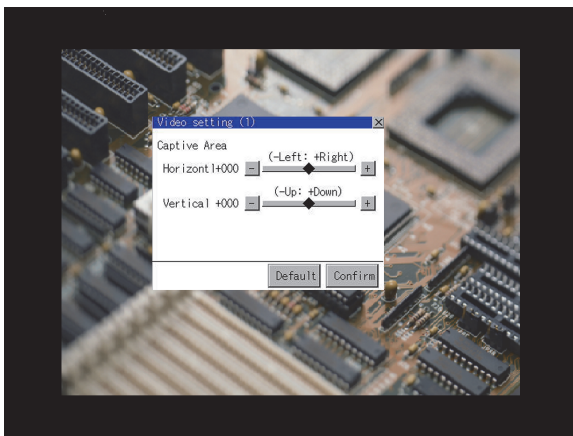 Video setting (1) ×
Captive Area
(-Left: +Right)
Horizontl+000 - +
(-Up: +Down)
Vertical +000 - +
Default Confirm